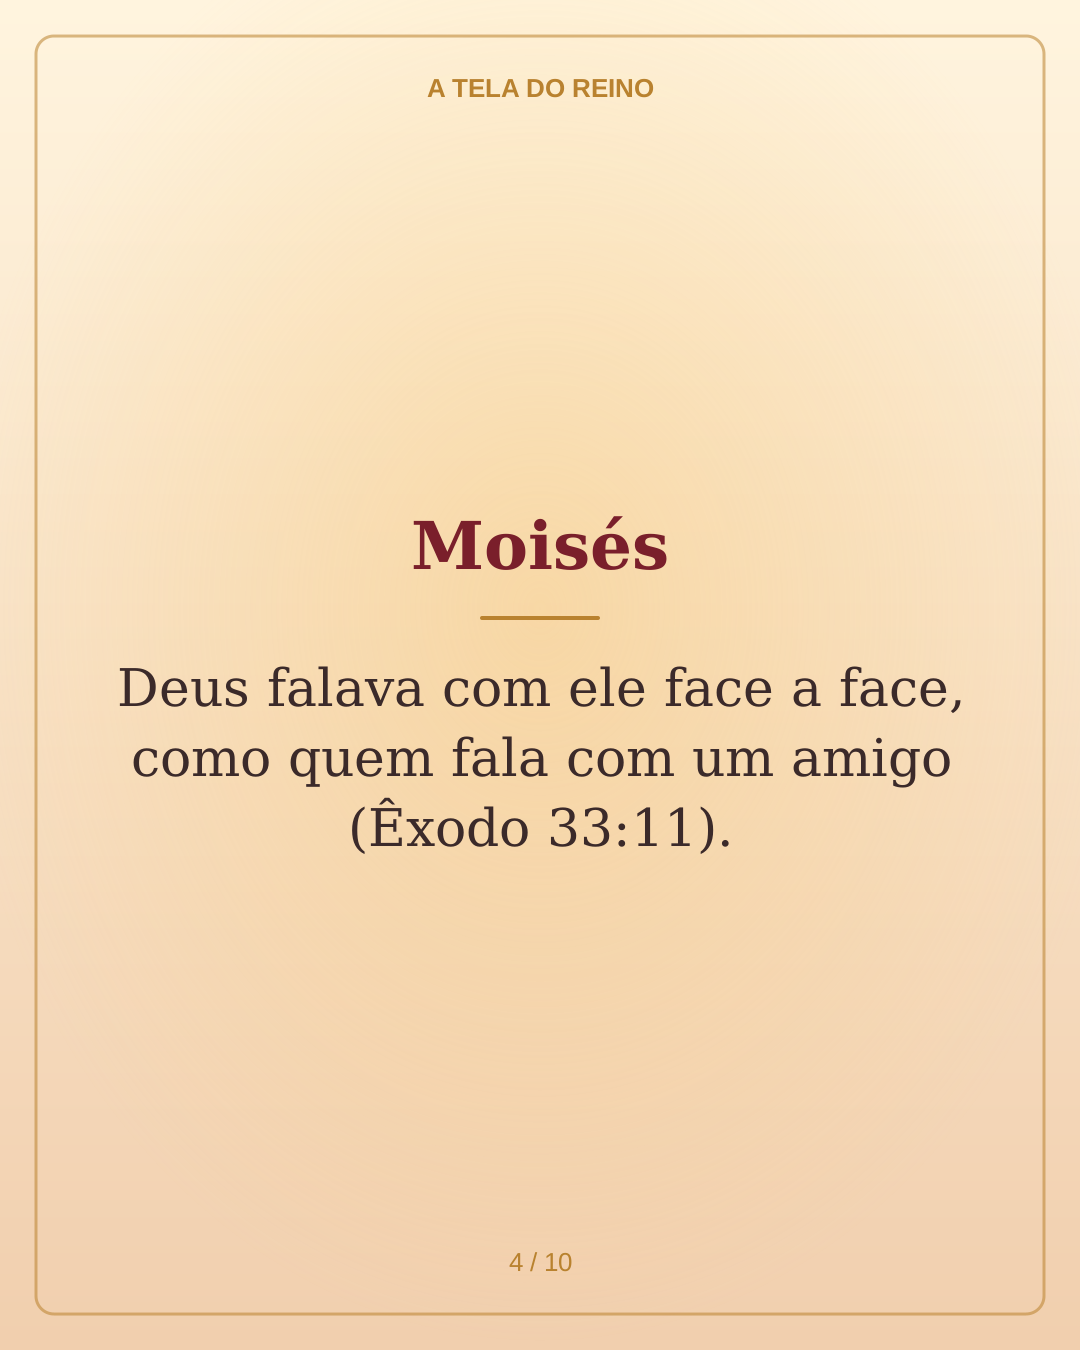 A TELA DO REINO
Moisés
Deus falava com ele face a face,
como quem fala com um amigo
(Êxodo 33:11).
4 / 10